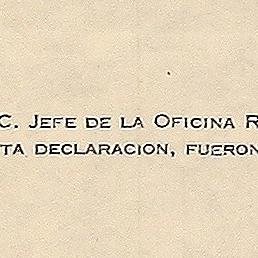 C. JEFE DE LA OFICINA R
TA DECLARACION, FUERON